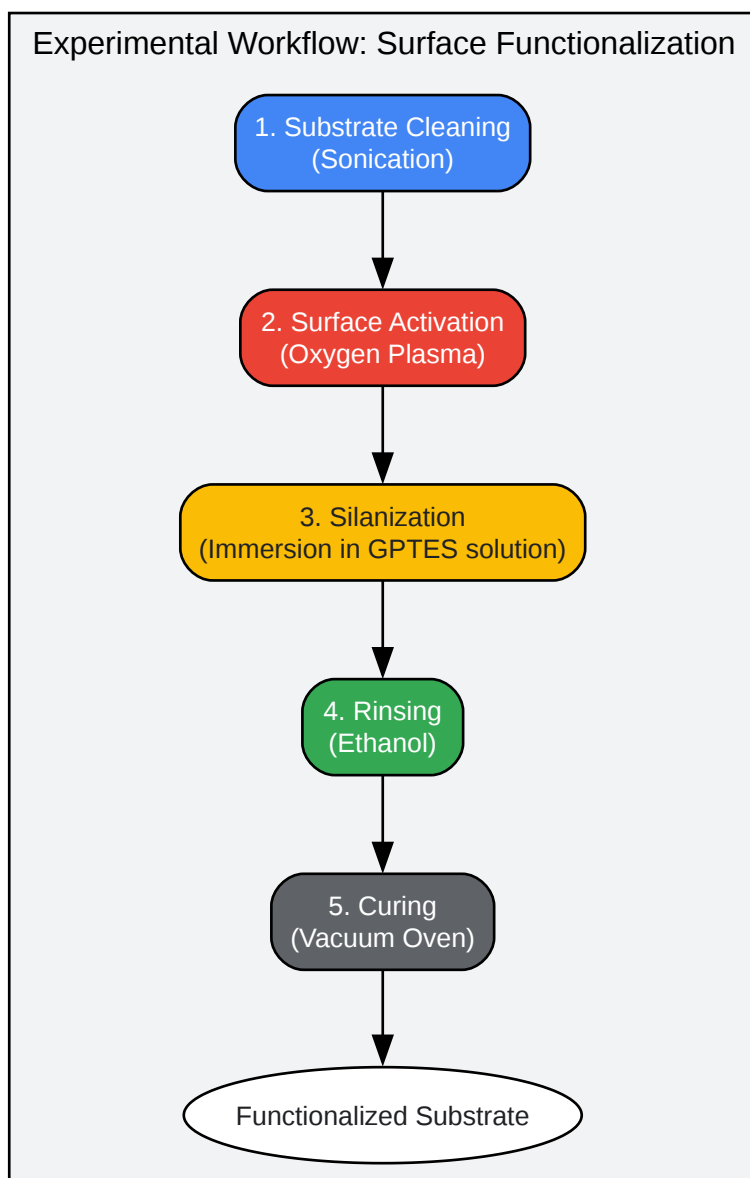 Experimental Workflow: Surface Functionalization
1. Substrate Cleaning
(Sonication)
2. Surface Activation
(Oxygen Plasma)
3. Silanization
(Immersion in GPTES solution)
4. Rinsing
(Ethanol)
5. Curing
(Vacuum Oven)
Functionalized Substrate